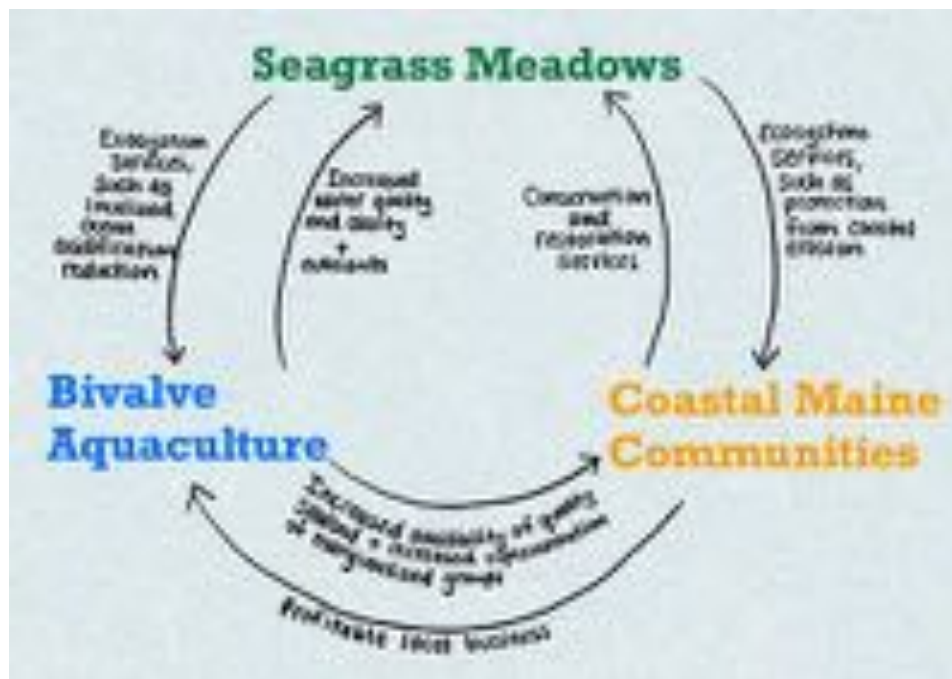 Seagrass Meadows
Ecosystem
services,
such as
localized
ocean
acidification
reduction
Increased
water quality
and
+
nutrients
Conservation
and
restoration
services
Ecosystem
services,
such as
protection
from coastal
erosion
Bivalve
Aquaculture
Coastal Maine
Communities
Increased of quality
seafood + increased representation
of marginalized groups
Profitable local business